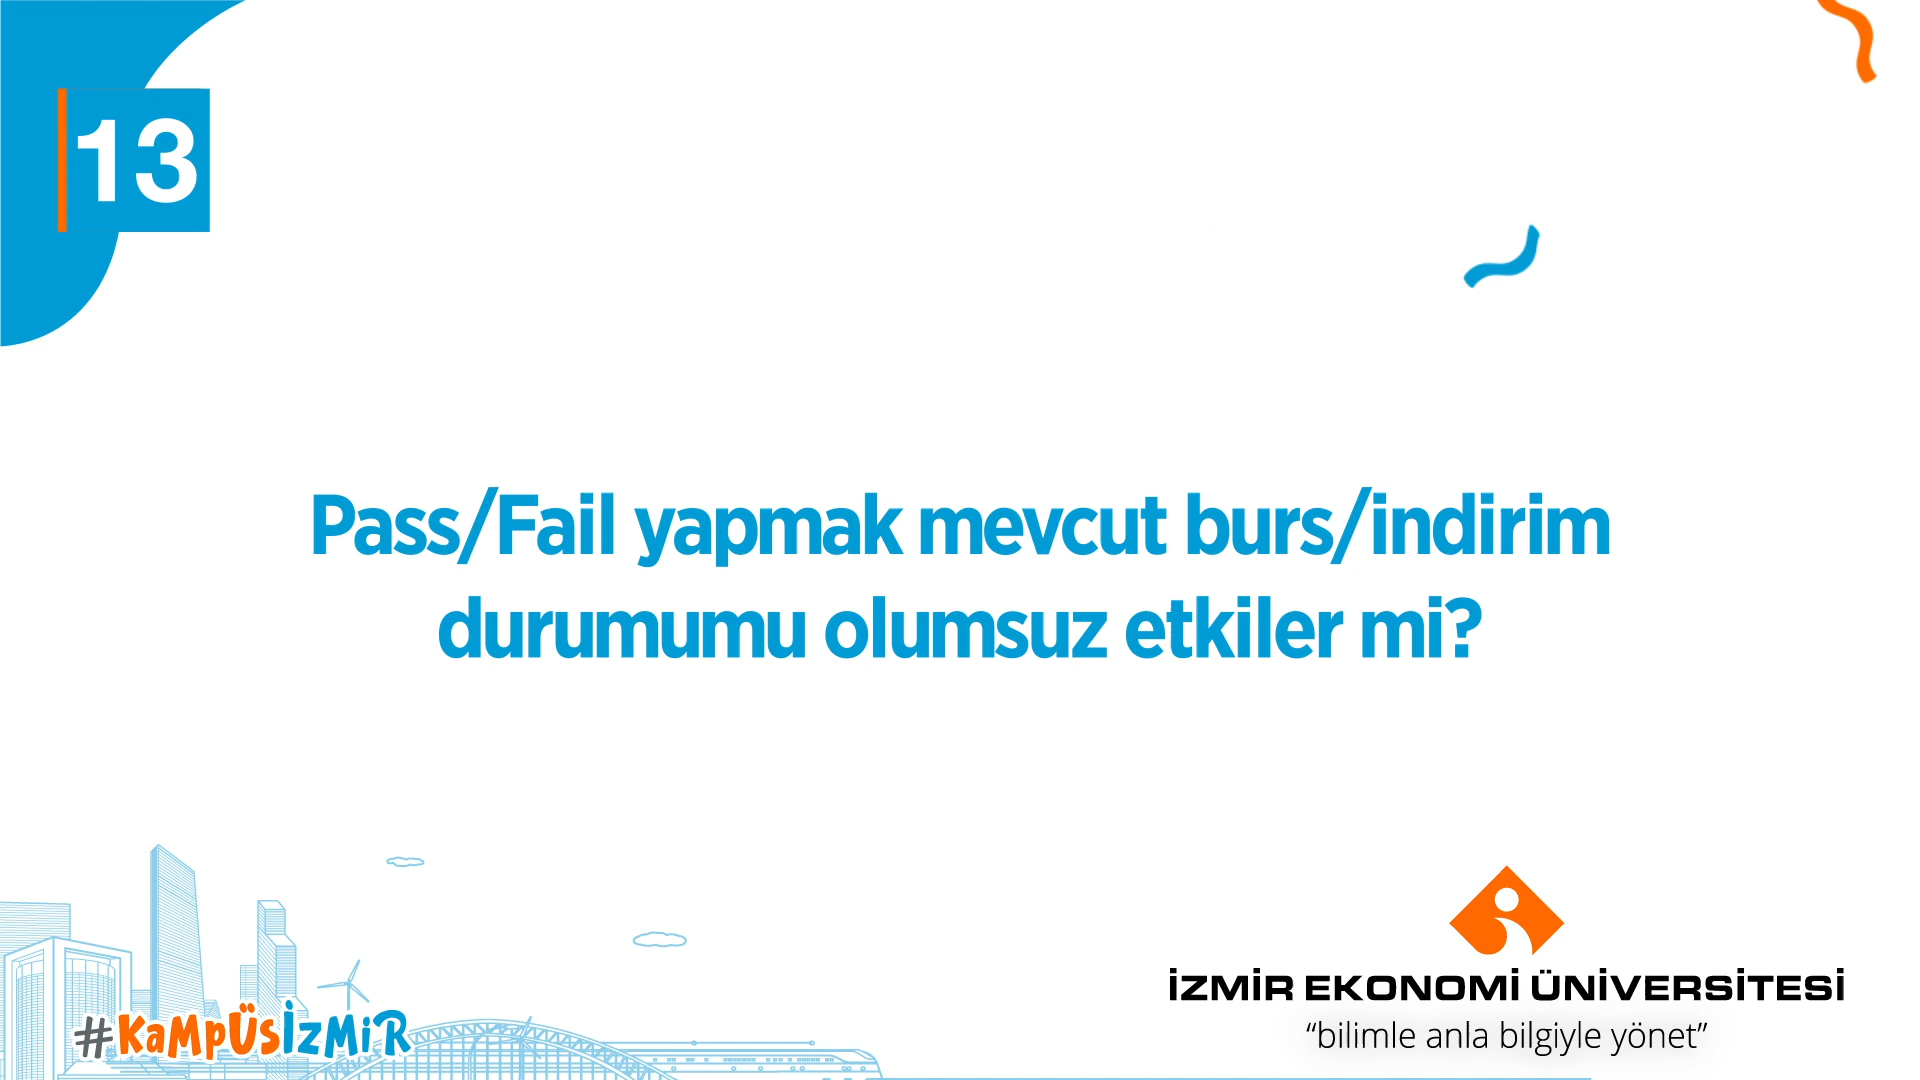 13
Pass/Fail yapmak mevcut burs/indirim
durumumu olumsuz etkiler mi?
#KaMpÜsİzMiR
İZMİR EKONOMİ ÜNİVERSİTESİ
“bilimle anla bilgiyle yönet”